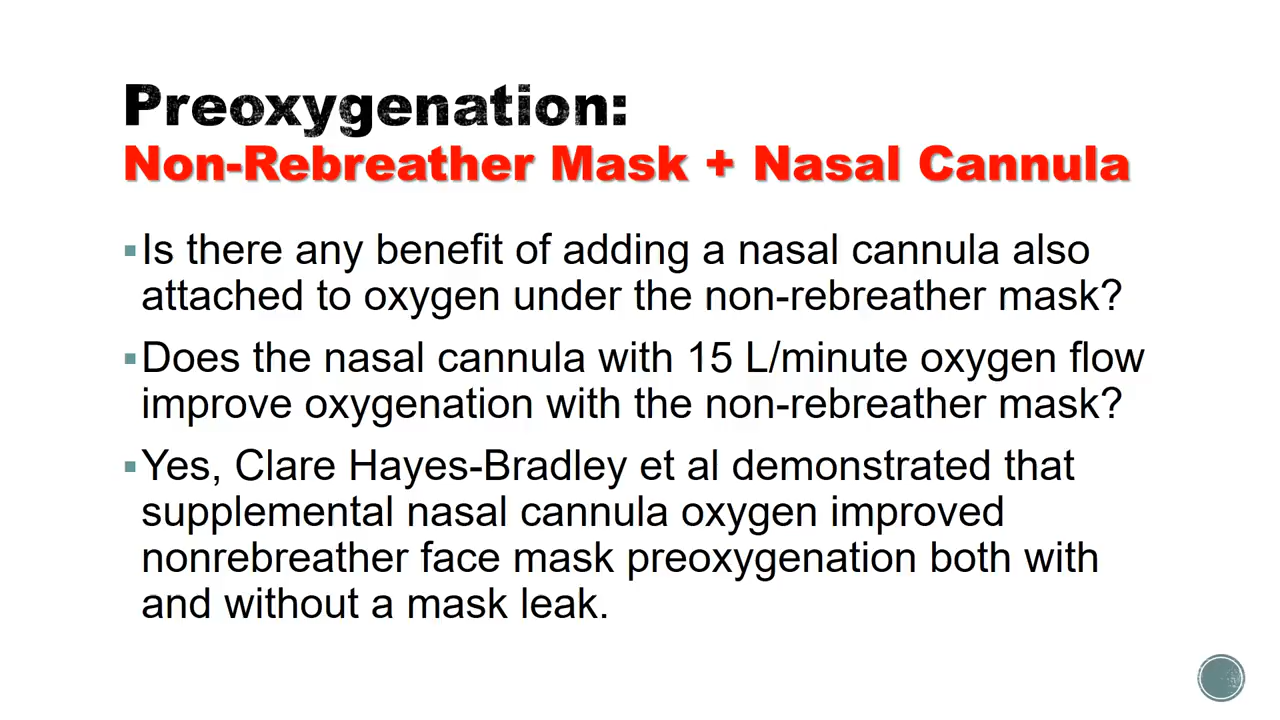 Preoxygenation:
Non-Rebreather Mask + Nasal Cannula
▪Is there any benefit of adding a nasal cannula also
attached to oxygen under the non-rebreather mask?
▪Does the nasal cannula with 15 L/minute oxygen flow
improve oxygenation with the non-rebreather mask?
▪Yes, Clare Hayes-Bradley et al demonstrated that
supplemental nasal cannula oxygen improved
nonrebreather face mask preoxygenation both with
and without a mask leak.